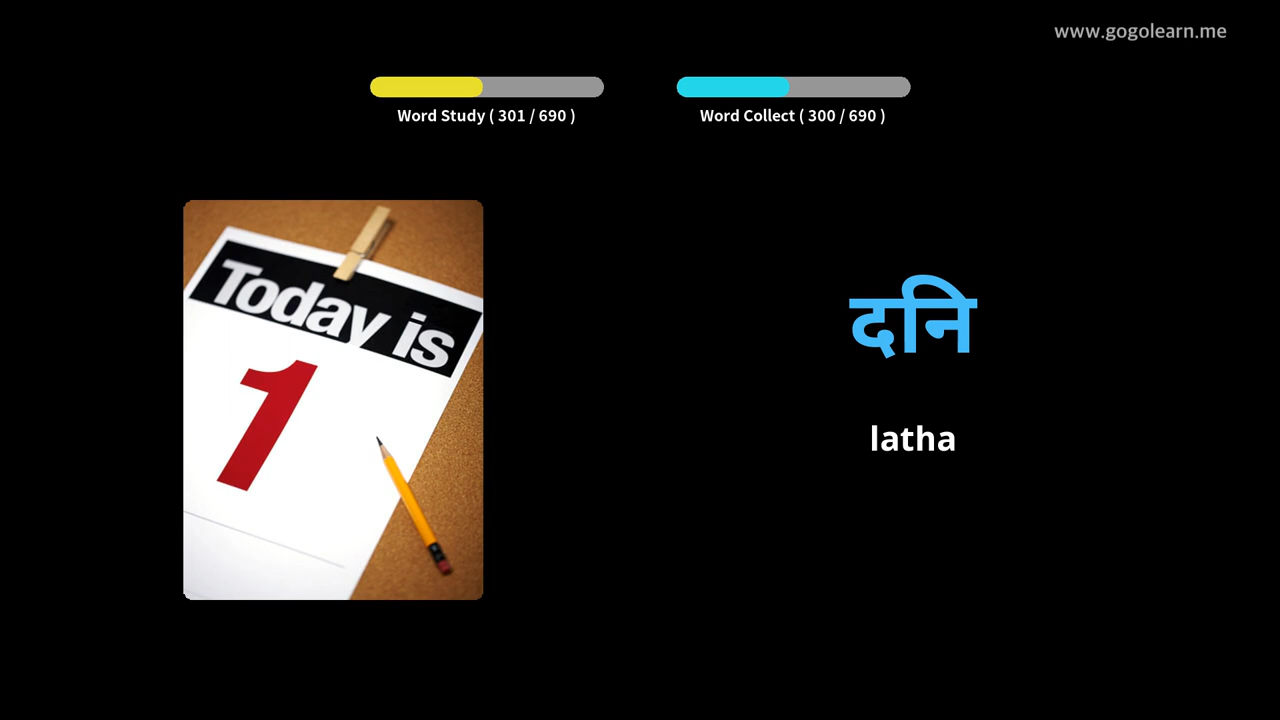 www.gogolearn.me
Word Study ( 301 / 690 )
Word Collect ( 300 / 690 )
Today is
1
दनि
latha